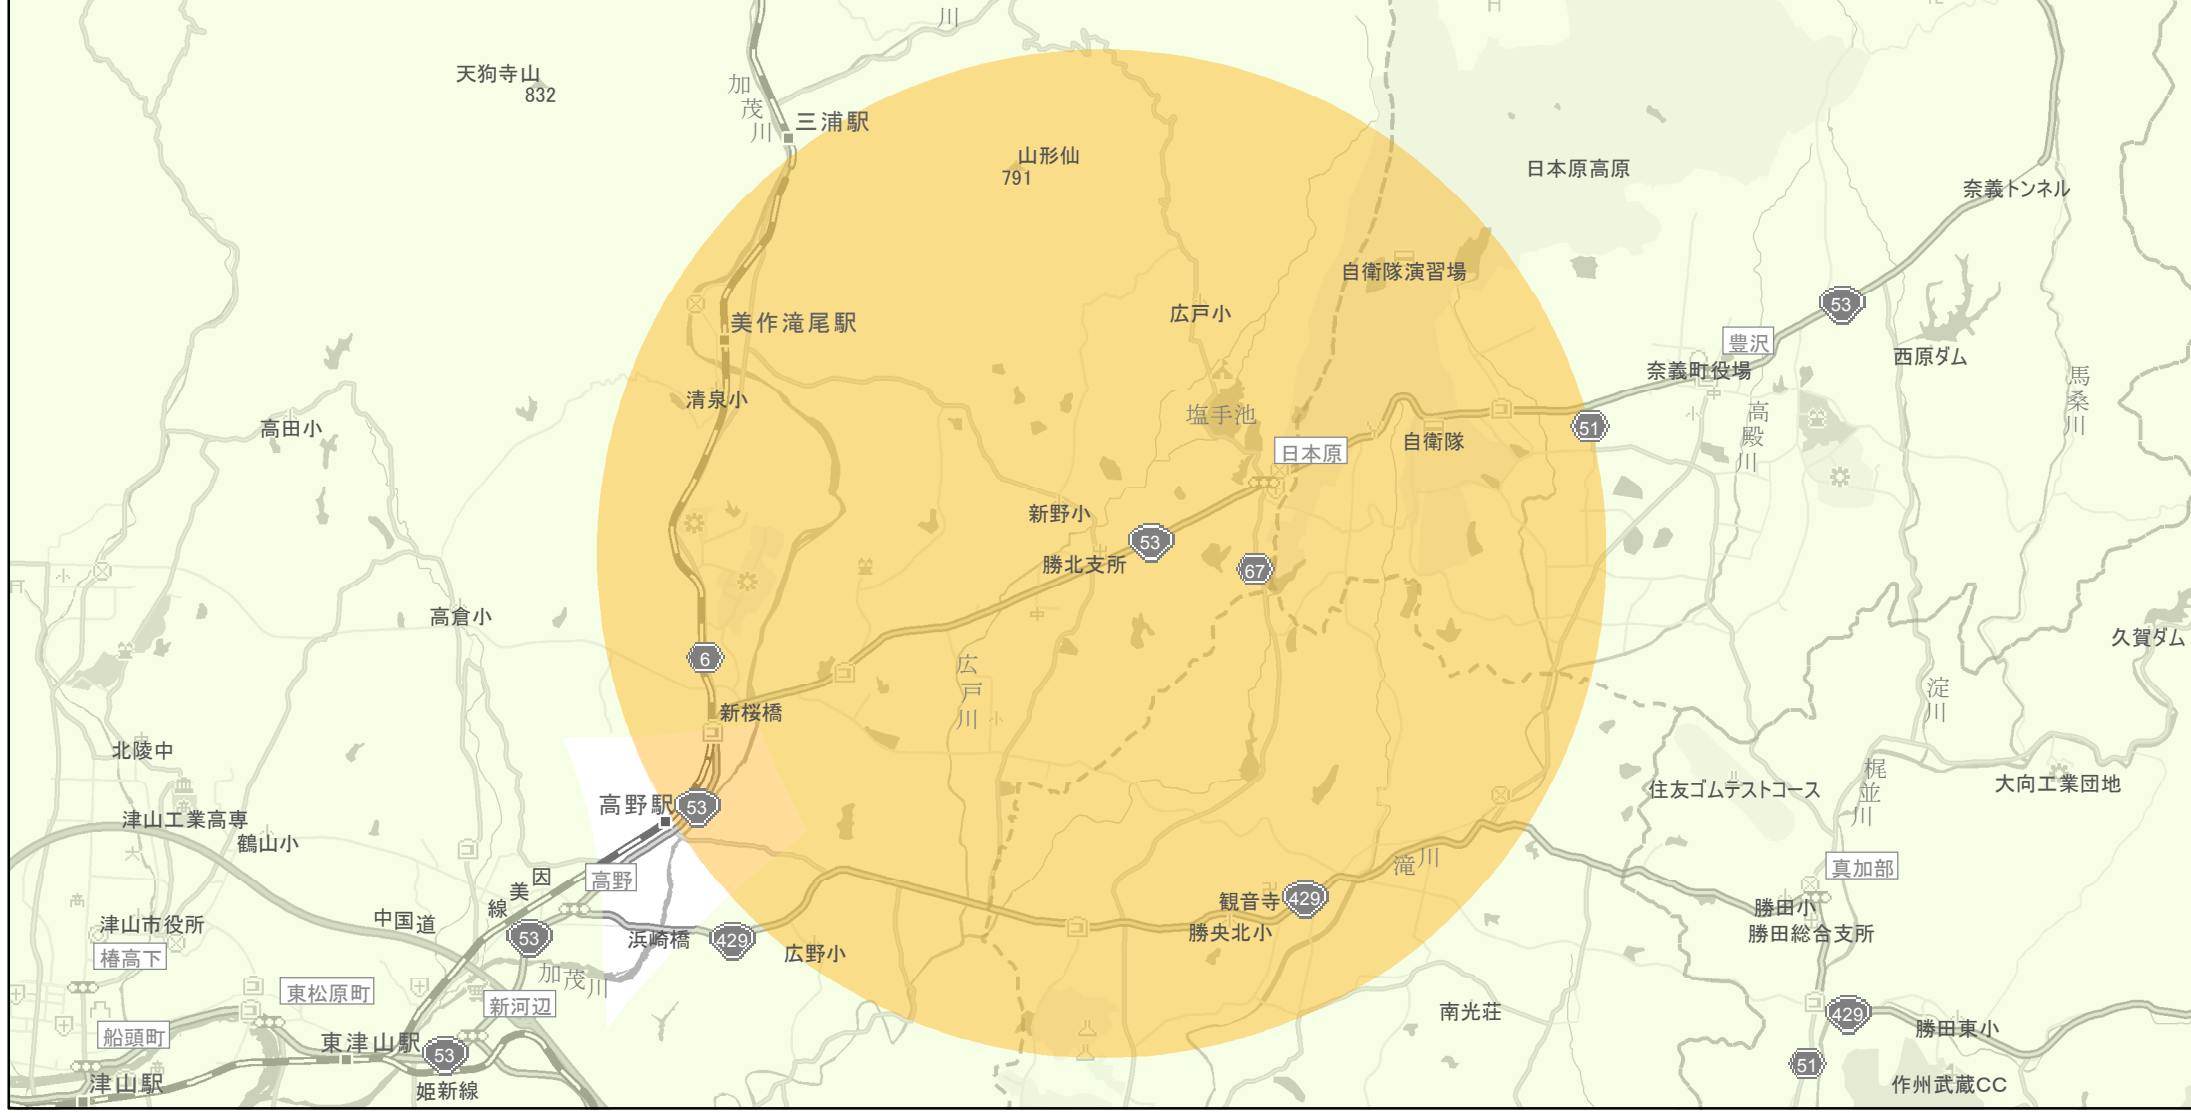 川
天狗寺山
832
加茂川
三浦駅
山形仙
791
日本原高原
奈義トンネル
自衛隊演習場
広戸小
53
美作滝尾駅
豊沢
西原ダム
奈義町役場
清泉小
馬桑川
高殿川
塩手池
51
高田小
自衛隊
日本原
新野小
53
勝北支所
67
高倉小
久賀ダム
6
広戸川
淀川
新桜橋
北陵中
梶並川
大向工業団地
住友ゴムテストコース
高野駅
53
津山工業高専
鶴山小
滝川
真加部
高野
因美線
観音寺
429
勝田小
中国道
津山市役所
勝央北小
勝田総合支所
53
浜崎橋
429
広野小
椿高下
加茂川
東松原町
新河辺
南光荘
429
勝田東小
船頭町
東津山駅
53
51
津山駅
姫新線
作州武蔵CC